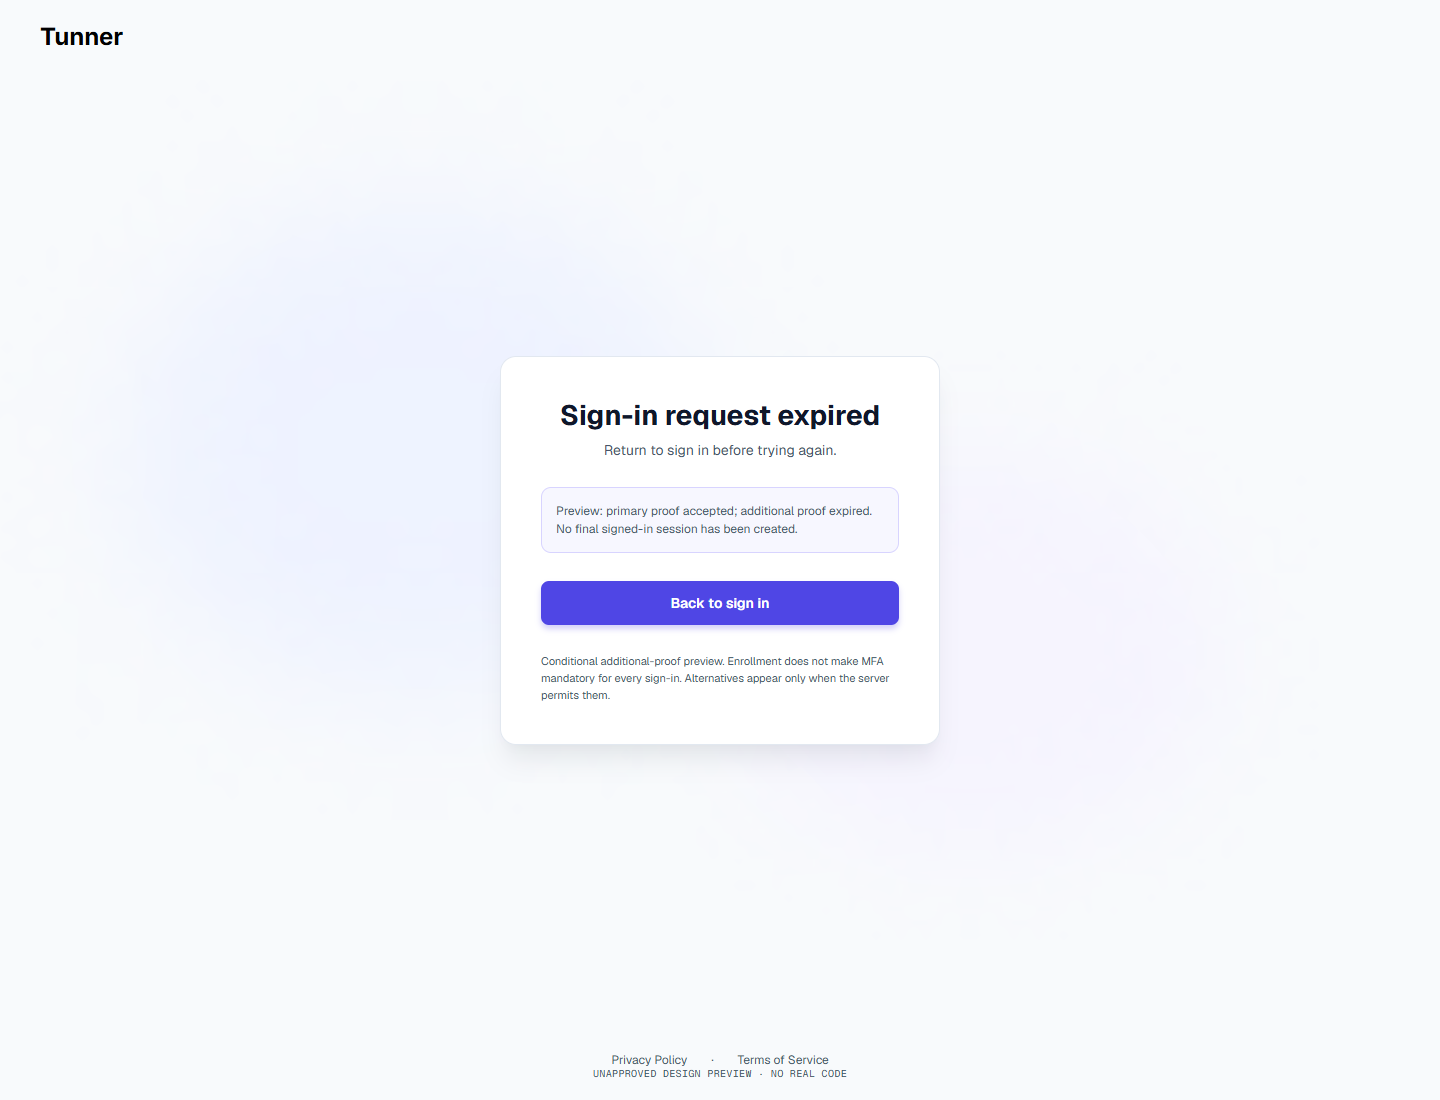 Tunner
Sign-in request expired
Return to sign in before trying again.
Preview: primary proof accepted; additional proof expired.
No final signed-in session has been created.
Back to sign in
Conditional additional-proof preview. Enrollment does not make MFA
mandatory for every sign-in. Alternatives appear only when the server
permits them.
Privacy Policy · Terms of Service
UNAPPROVED DESIGN PREVIEW · NO REAL CODE